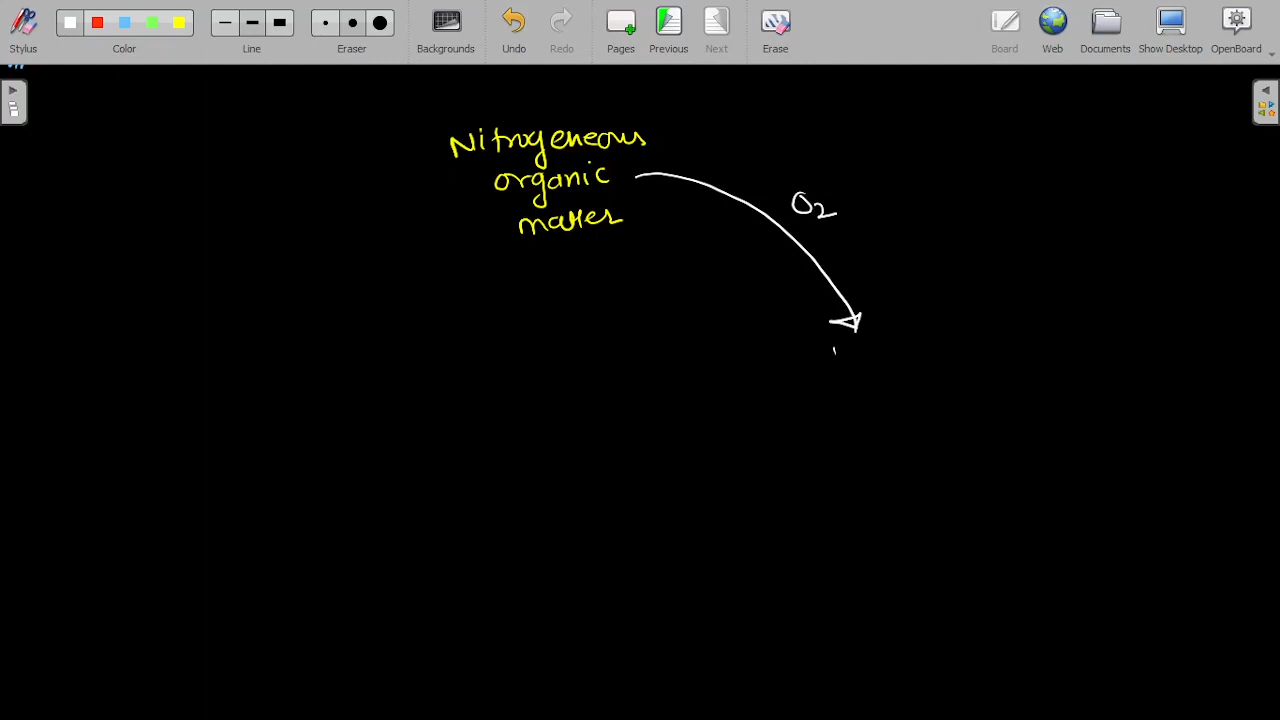 Stylus
Color
Line
Eraser
Backgrounds
Undo
Redo
Pages
Previous
Next
Erase
Board
Web
Documents
Show Desktop
OpenBoard
Nitrogeneous
organic
O2